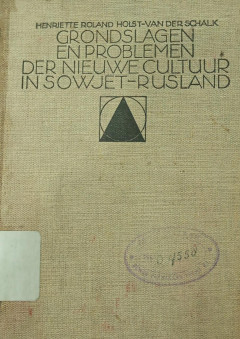 HENRIETTE ROLAND HOLST-VAN DER SCHALK
GRONDSLAGEN
EN PROBLEMEN
DER NIEUWE CULTUUR
IN SOWJET-RUSLAND